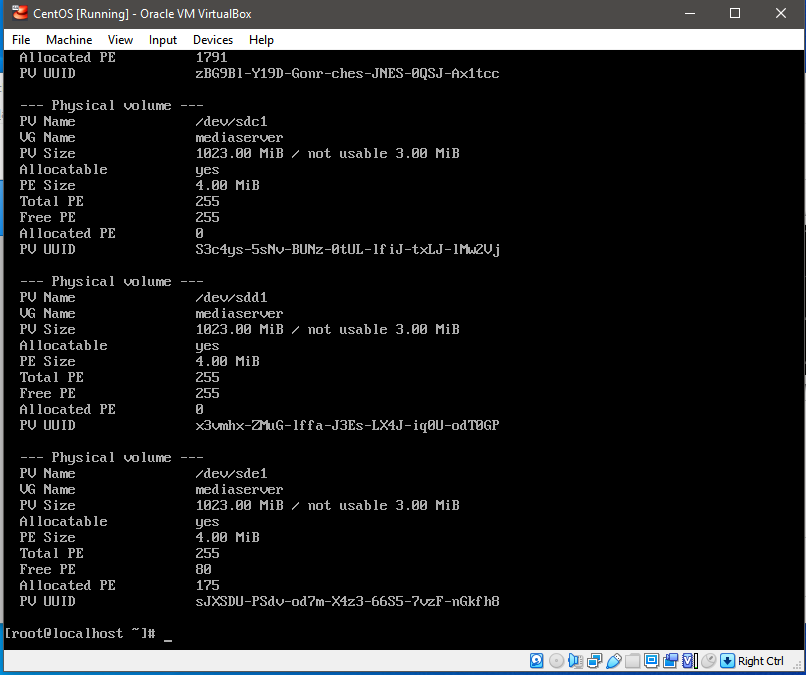 CentOS [Running] - Oracle VM VirtualBox
File Machine View Input Devices Help
Allocated PE 1791
PV UUID zBG9Bl-Y19D-Gonr-ches-JNES-0QSJ-Ax1tcc
--- Physical volume ---
PV Name /dev/sdc1
VG Name mediaserver
PV Size 1023.00 MiB / not usable 3.00 MiB
Allocatable yes
PE Size 4.00 MiB
Total PE 255
Free PE 255
Allocated PE 0
PV UUID S3c4ys-5sNv-BUNz-0tUL-lfiJ-txLJ-lMw2Vj
--- Physical volume ---
PV Name /dev/sdd1
VG Name mediaserver
PV Size 1023.00 MiB / not usable 3.00 MiB
Allocatable yes
PE Size 4.00 MiB
Total PE 255
Free PE 255
Allocated PE 0
PV UUID x3vmhx-ZMuG-lffa-J3Es-LX4J-iq0U-odT0GP
--- Physical volume ---
PV Name /dev/sde1
VG Name mediaserver
PV Size 1023.00 MiB / not usable 3.00 MiB
Allocatable yes
PE Size 4.00 MiB
Total PE 255
Free PE 80
Allocated PE 175
PV UUID sJXSDU-PSdv-od7m-X4z3-66S5-7vzF-nGkfh8
[root@localhost ~]# _
Right Ctrl